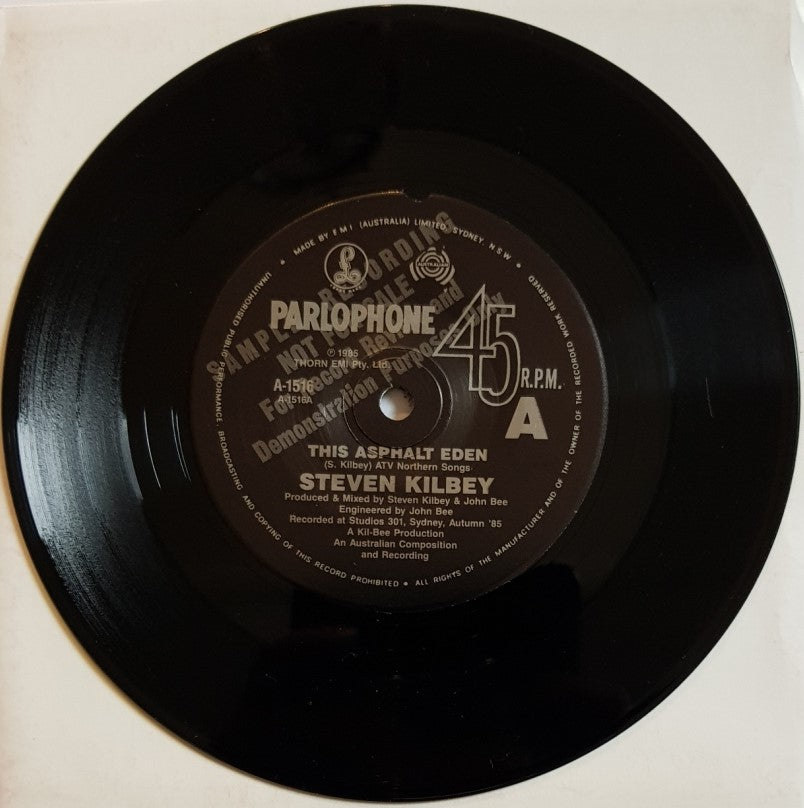 UNAUTHORISED PUBLIC PERFORMANCE, BROADCASTING AND COPYING OF THIS RECORD PROHIBITED • ALL RIGHTS OF THE MANUFACTURER AND OF THE OWNER OF THE RECORDED WORK RESERVED •
MADE BY E M I (AUSTRALIA) LIMITED, SYDNEY, N S W •
SAMPLE RECORDING
NOT FOR SALE
For Record Review and
Demonstration Purposes Only
£
AUSTRALIAN
PARLOPHONE
45 R.P.M.
℗ 1985
THORN EMI Pty. Ltd.
A-1516
A-1516A
A
THIS ASPHALT EDEN
(S. Kilbey) ATV Northern Songs
STEVEN KILBEY
Produced & Mixed by Steven Kilbey & John Bee
Engineered by John Bee
Recorded at Studios 301, Sydney, Autumn '85
A Kil-Bee Production
An Australian Composition
and Recording